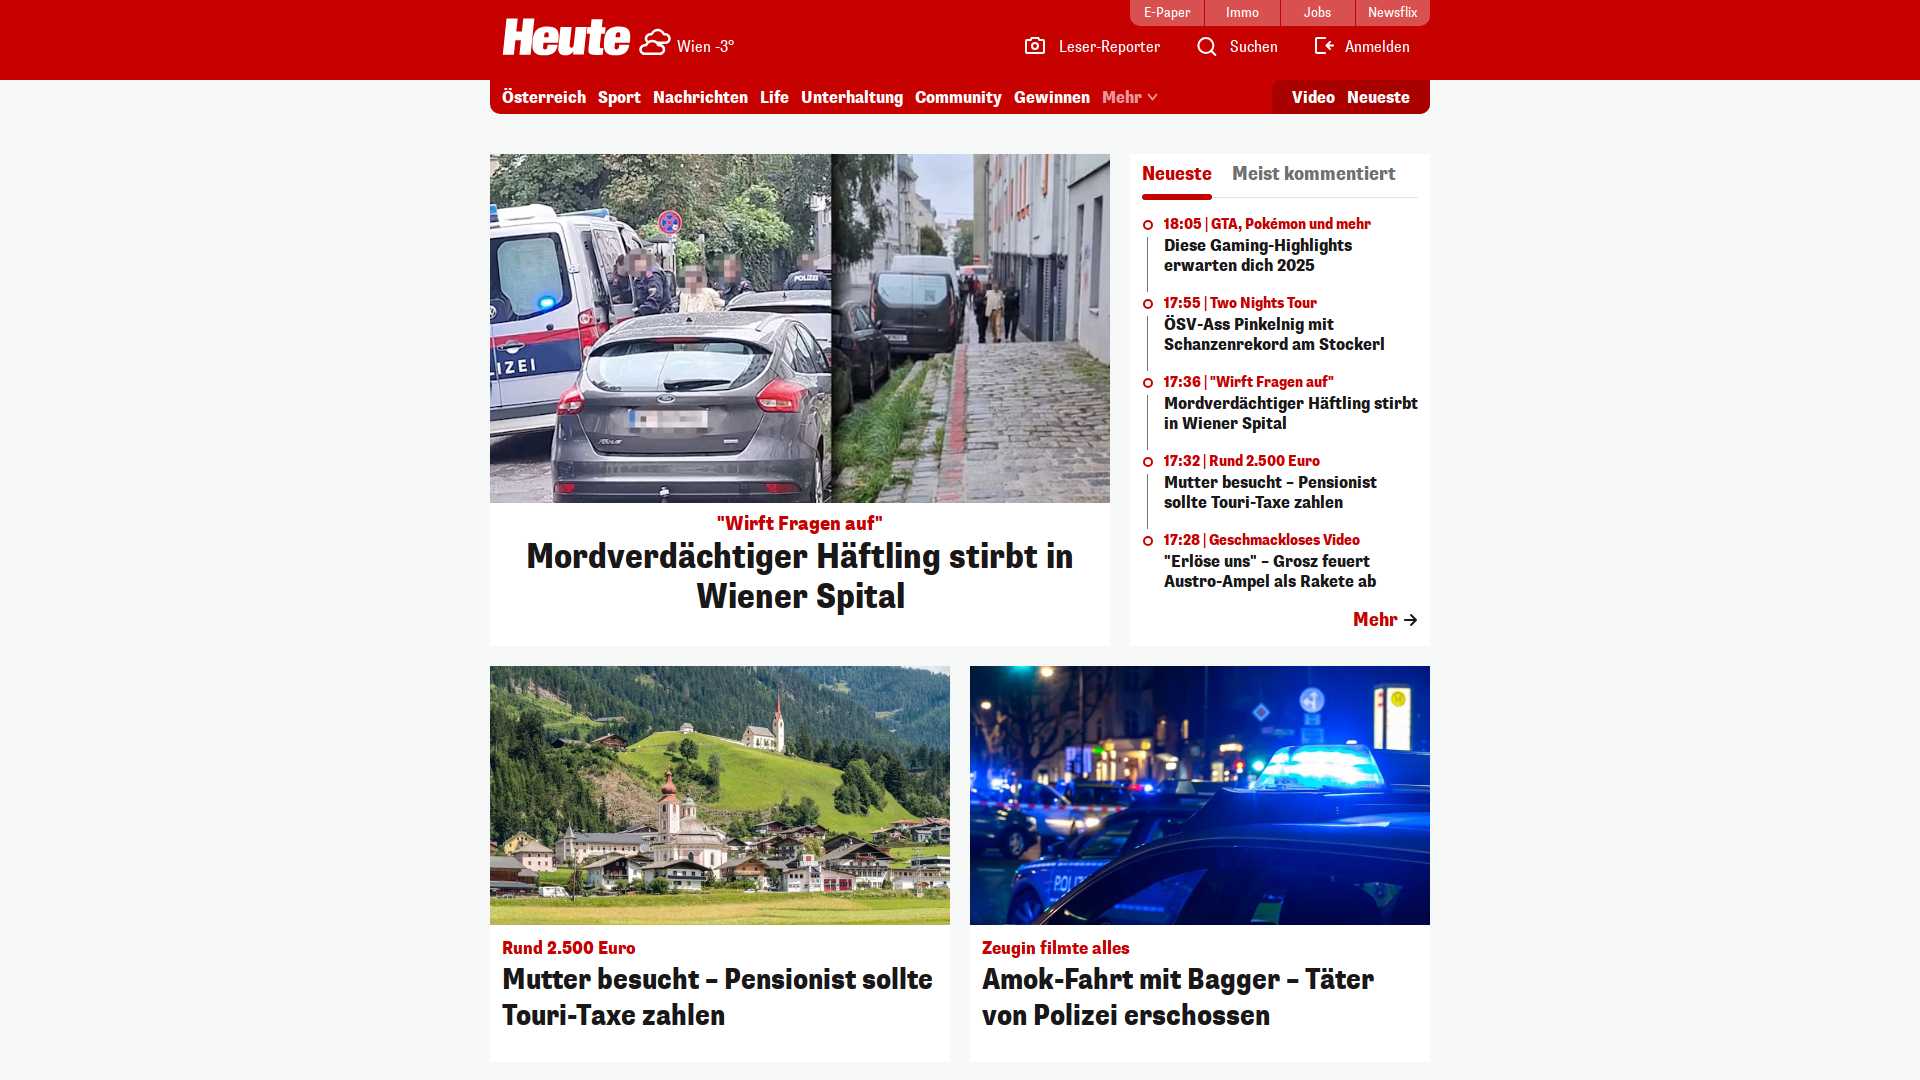 E-Paper
Immo
Jobs
Newsflix
Heute
Wien -3°
Leser-Reporter
Suchen
Anmelden
Österreich
Sport
Nachrichten
Life
Unterhaltung
Community
Gewinnen
Mehr
Video
Neueste
POLIZEI
LIZEI
"Wirft Fragen auf"
Mordverdächtiger Häftling stirbt in
Wiener Spital
Neueste
Meist kommentiert
18:05 | GTA, Pokémon und mehr
Diese Gaming-Highlights
erwarten dich 2025
17:55 | Two Nights Tour
ÖSV-Ass Pinkelnig mit
Schanzenrekord am Stockerl
17:36 | "Wirft Fragen auf"
Mordverdächtiger Häftling stirbt
in Wiener Spital
17:32 | Rund 2.500 Euro
Mutter besucht – Pensionist
sollte Touri-Taxe zahlen
17:28 | Geschmackloses Video
"Erlöse uns" – Grosz feuert
Austro-Ampel als Rakete ab
Mehr
Rund 2.500 Euro
Mutter besucht – Pensionist sollte
Touri-Taxe zahlen
POLIZ
Zeugin filmte alles
Amok-Fahrt mit Bagger – Täter
von Polizei erschossen